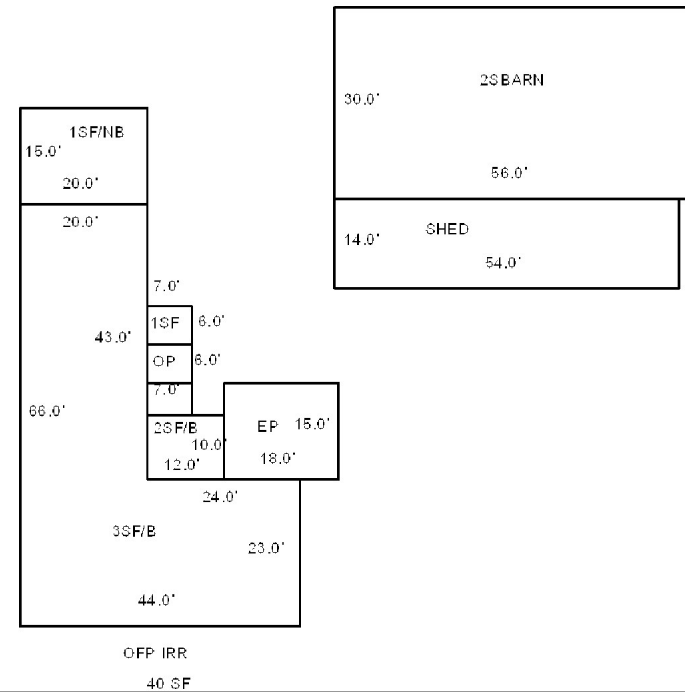 2SBARN
30.0'
56.0'
1SF/NB
15.0'
20.0'
20.0'
SHED
14.0'
54.0'
7.0'
1SF
6.0'
43.0'
OP
6.0'
7.0'
66.0'
2SF/B
EP
15.0'
10.0'
12.0'
18.0'
24.0'
3SF/B
23.0'
44.0'
OFP IRR
40 SF